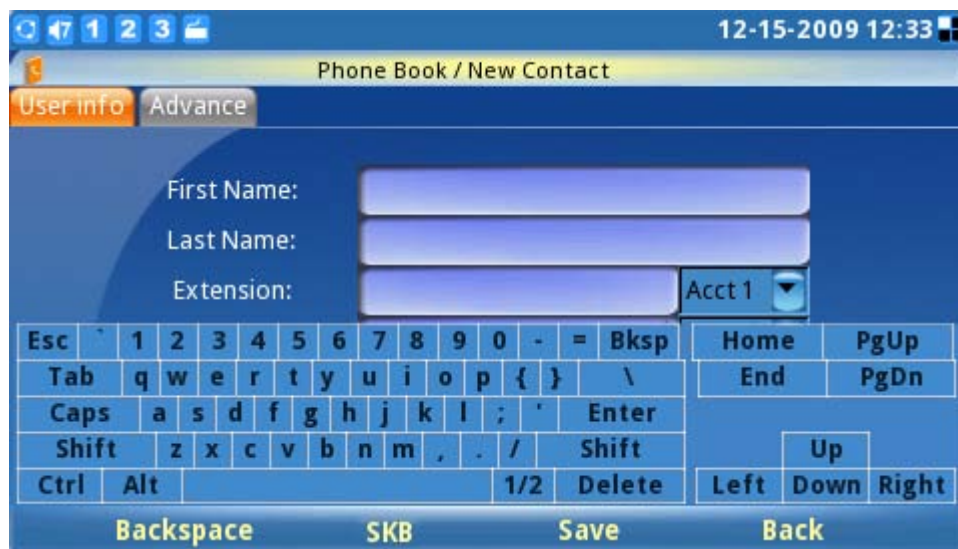 7 1 2 3 12-15-2009 12:33
Phone Book / New Contact
User info Advance
First Name:
Last Name:
Extension: Acct 1
Esc ` 1 2 3 4 5 6 7 8 9 0 - = Bksp Home PgUp
Tab q w e r t y u i o p { } \ End PgDn
Caps a s d f g h j k l ; ' Enter
Shift z x c v b n m , . / Shift Up
Ctrl Alt 1/2 Delete Left Down Right
Backspace SKB Save Back